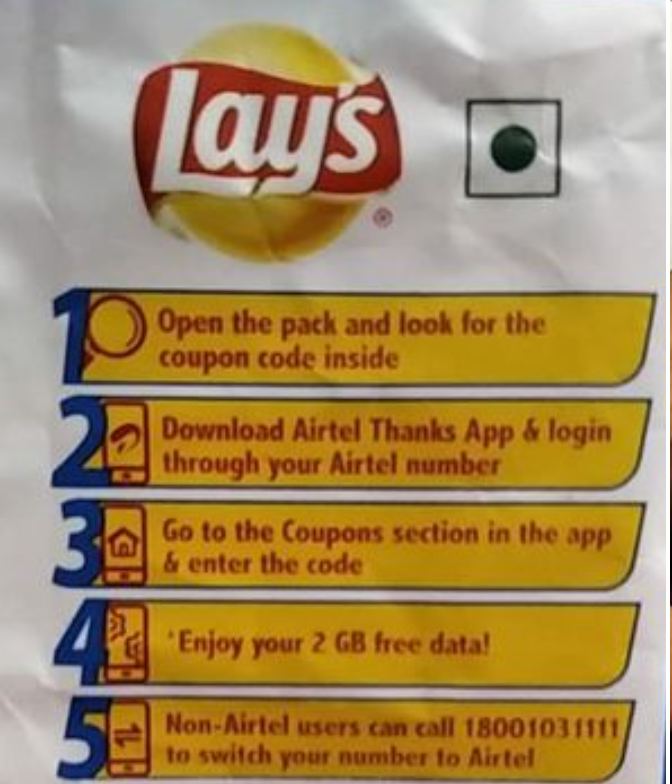 Lay's
®
1 Open the pack and look for the
coupon code inside
2 Download Airtel Thanks App & login
through your Airtel number
3 Go to the Coupons section in the app
& enter the code
4 *Enjoy your 2 GB free data!
5 Non-Airtel users can call 18001031111
to switch your number to Airtel